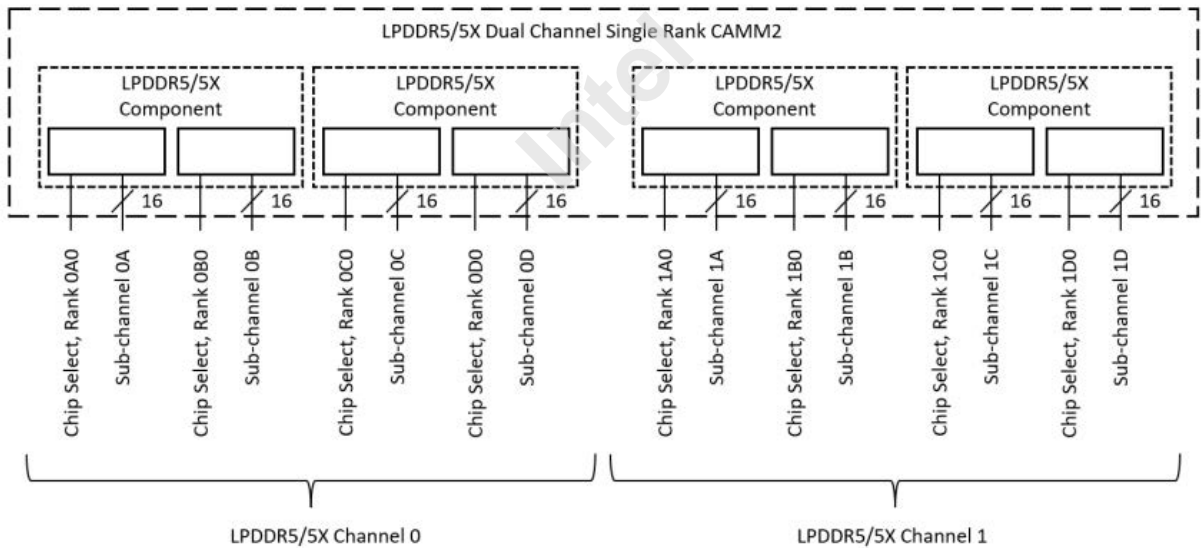 LPDDR5/5X Dual Channel Single Rank CAMM2
Intel
LPDDR5/5X
Component
LPDDR5/5X
Component
LPDDR5/5X
Component
LPDDR5/5X
Component
16
16
16
16
16
16
16
16
Chip Select, Rank 0A0
Sub-channel 0A
Chip Select, Rank 0B0
Sub-channel 0B
Chip Select, Rank 0C0
Sub-channel 0C
Chip Select, Rank 0D0
Sub-channel 0D
Chip Select, Rank 1A0
Sub-channel 1A
Chip Select, Rank 1B0
Sub-channel 1B
Chip Select, Rank 1C0
Sub-channel 1C
Chip Select, Rank 1D0
Sub-channel 1D
LPDDR5/5X Channel 0
LPDDR5/5X Channel 1